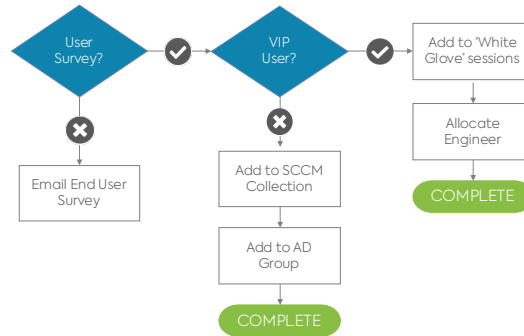 User
Survey?
VIP
User?
Add to 'White
Glove' sessions
Allocate
Engineer
COMPLETE
Email End User
Survey
Add to SCCM
Collection
Add to AD
Group
COMPLETE